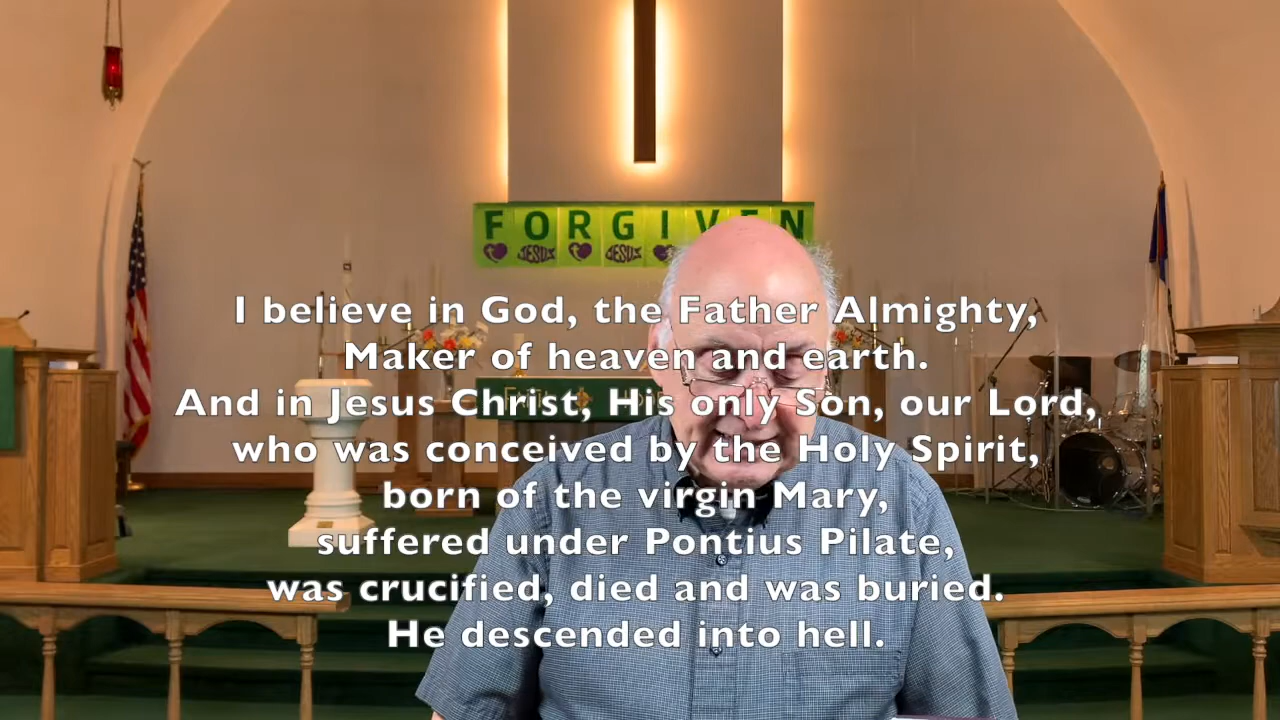 FORGIVEN
JESUS JESUS
I believe in God, the Father Almighty,
Maker of heaven and earth.
And in Jesus Christ, His only Son, our Lord,
who was conceived by the Holy Spirit,
born of the virgin Mary,
suffered under Pontius Pilate,
was crucified, died and was buried.
He descended into hell.